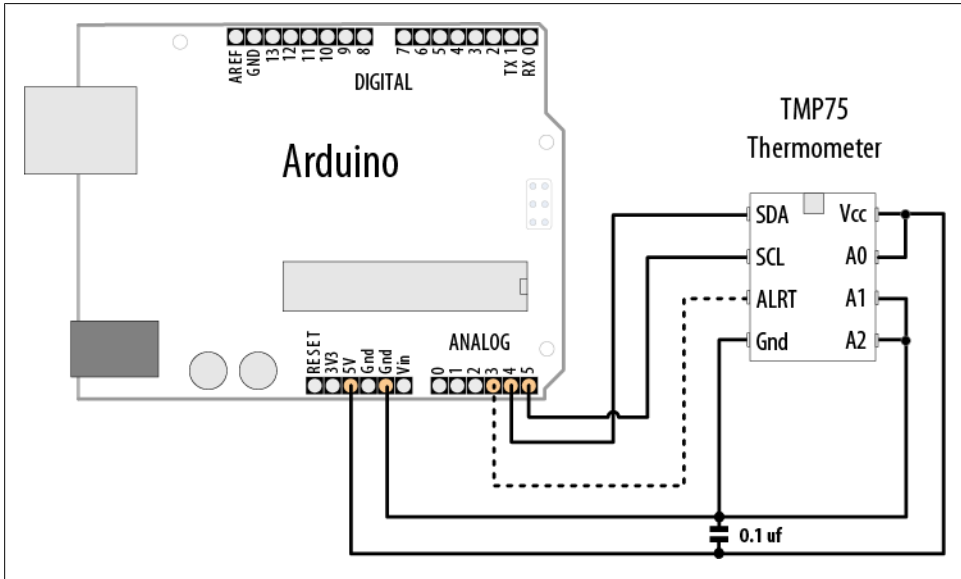 AREF
GND
13
12
11
10
9
8
7
6
5
4
3
2
TX 1
RX 0
DIGITAL
Arduino
TMP75
Thermometer
SDA
SCL
ALRT
Gnd
Vcc
A0
A1
A2
ANALOG
RESET
3V3
5V
Gnd
Gnd
Vin
0
1
2
3
4
5
0.1 uf